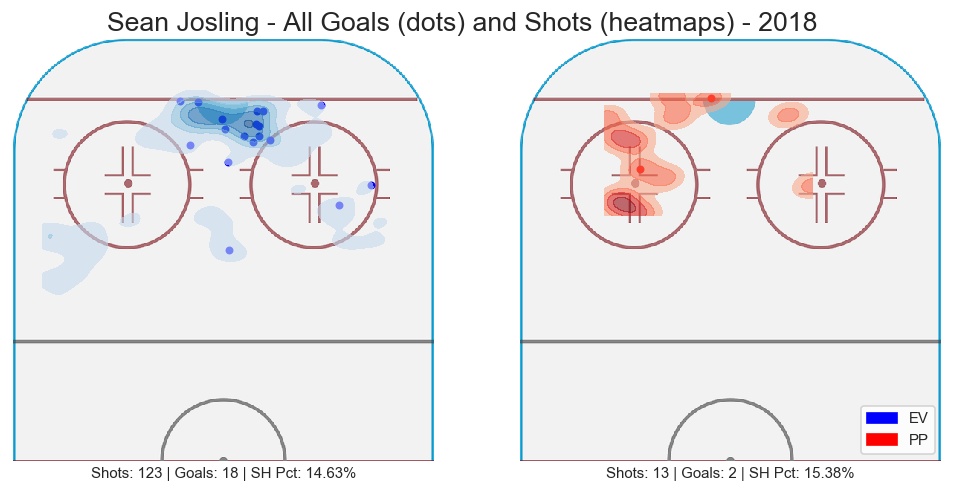 Sean Josling - All Goals (dots) and Shots (heatmaps) - 2018
EV
PP
Shots: 123 | Goals: 18 | SH Pct: 14.63%
Shots: 13 | Goals: 2 | SH Pct: 15.38%